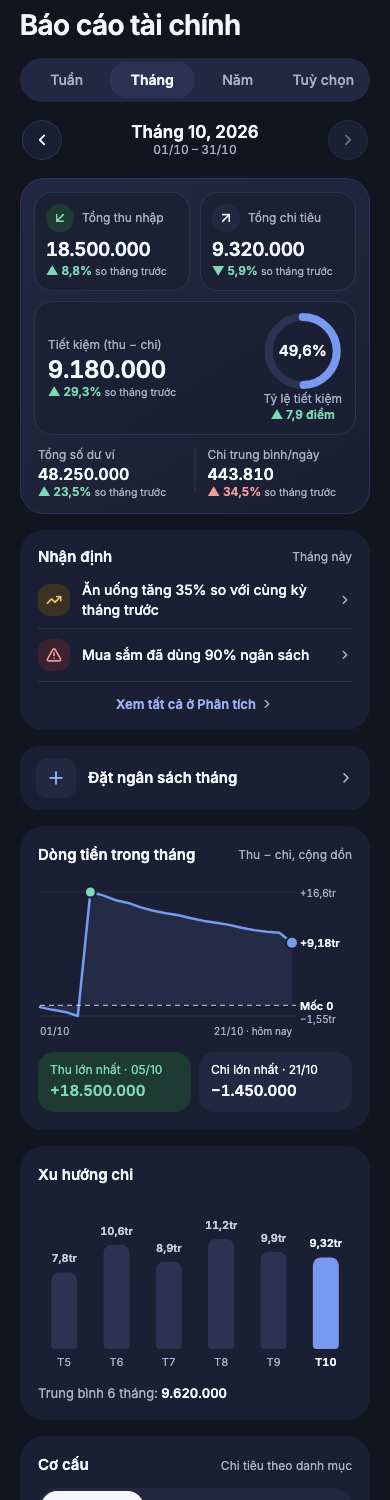 Báo cáo tài chính
Tuần Tháng Năm Tuỳ chọn
Tháng 10, 2026
01/10 – 31/10
Tổng thu nhập
18.500.000
▲ 8,8% so tháng trước
Tổng chi tiêu
9.320.000
▼ 5,9% so tháng trước
Tiết kiệm (thu − chi)
9.180.000
▲ 29,3% so tháng trước
49,6%
Tỷ lệ tiết kiệm
▲ 7,9 điểm
Tổng số dư ví
48.250.000
▲ 23,5% so tháng trước
Chi trung bình/ngày
443.810
▲ 34,5% so tháng trước
Nhận định
Tháng này
Ăn uống tăng 35% so với cùng kỳ
tháng trước
Mua sắm đã dùng 90% ngân sách
Xem tất cả ở Phân tích
Đặt ngân sách tháng
Dòng tiền trong tháng
Thu − chi, cộng dồn
+16,6tr
+9,18tr
Mốc 0
−1,55tr
01/10
21/10 · hôm nay
Thu lớn nhất · 05/10
+18.500.000
Chi lớn nhất · 21/10
−1.450.000
Xu hướng chi
7,8tr 10,6tr 8,9tr 11,2tr 9,9tr 9,32tr
T5 T6 T7 T8 T9 T10
Trung bình 6 tháng: 9.620.000
Cơ cấu
Chi tiêu theo danh mục